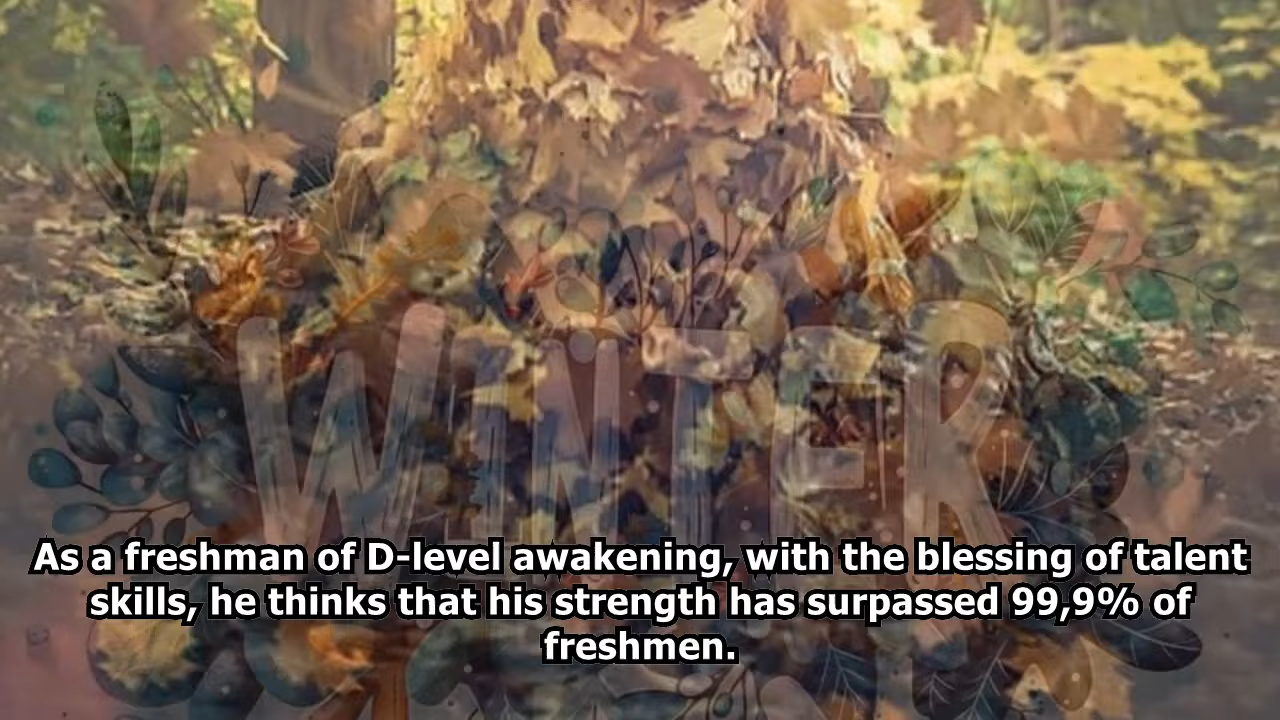 WINTER
As a freshman of D-level awakening, with the blessing of talent
skills, he thinks that his strength has surpassed 99,9% of
freshmen.